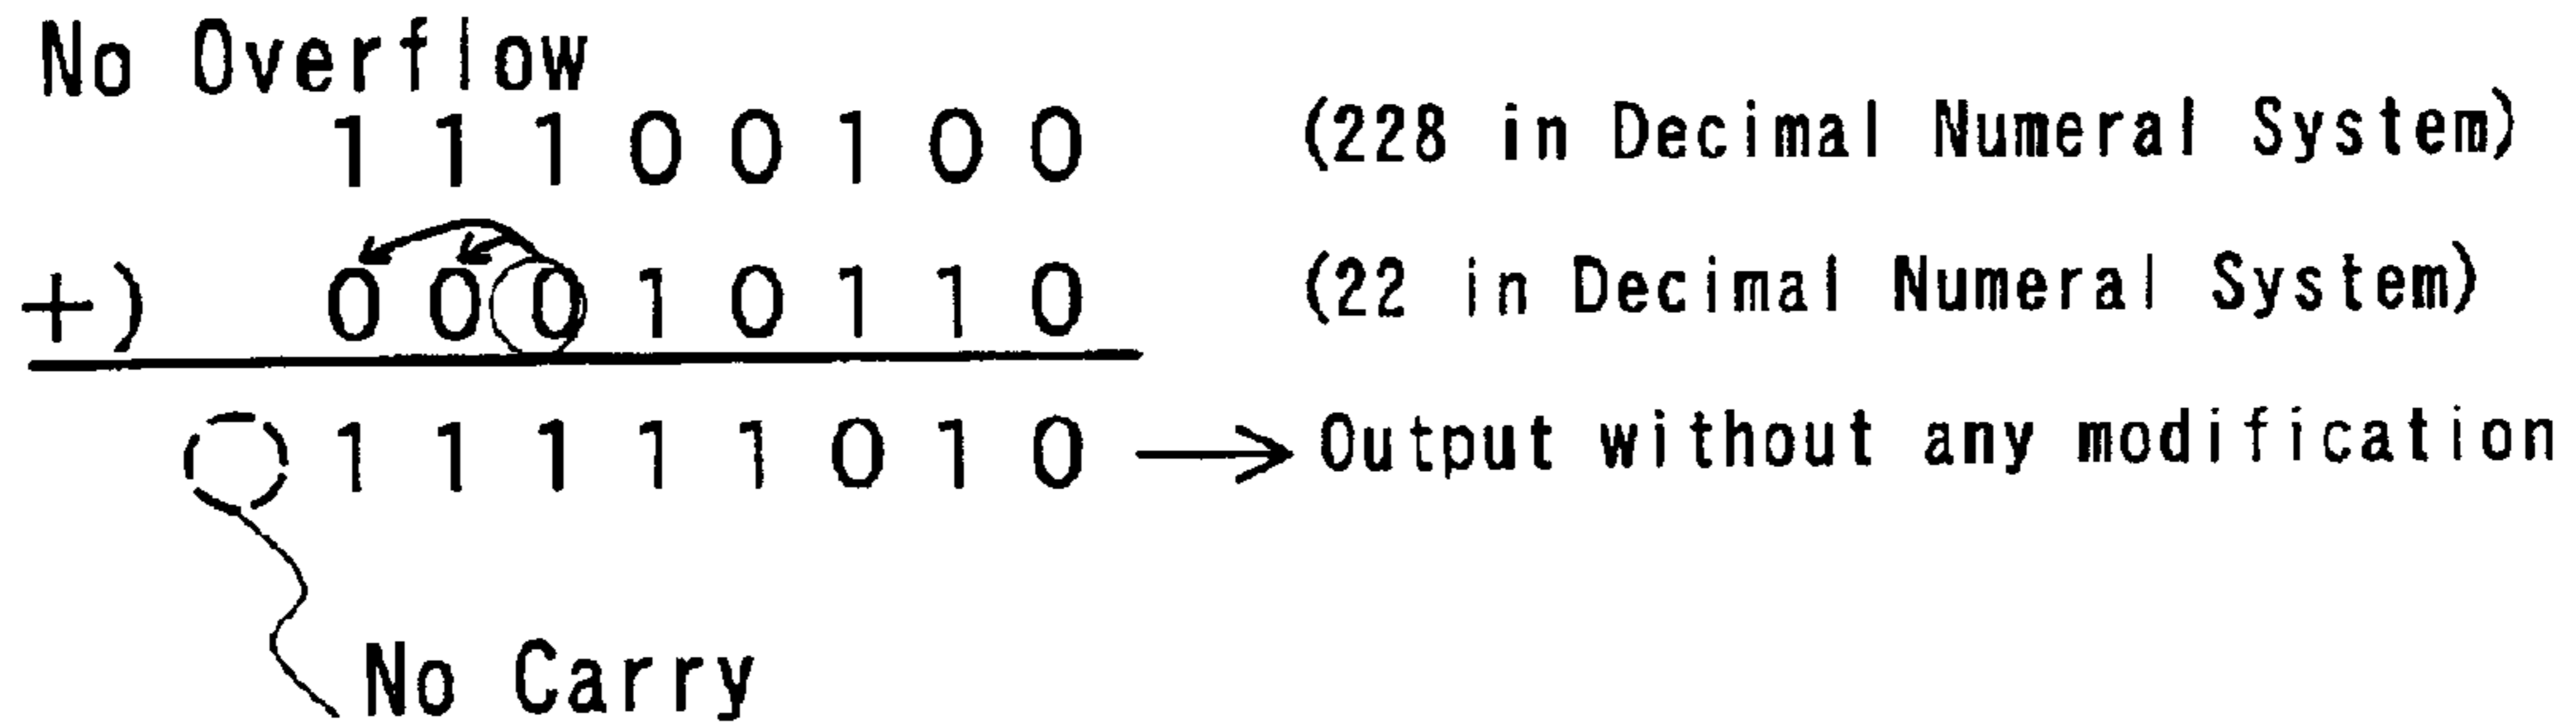 No Overflow
1 1 1 0 0 1 0 0 (228 in Decimal Numeral System)
+) 0 0 0 1 0 1 1 0 (22 in Decimal Numeral System)
1 1 1 1 1 0 1 0 Output without any modification
No Carry